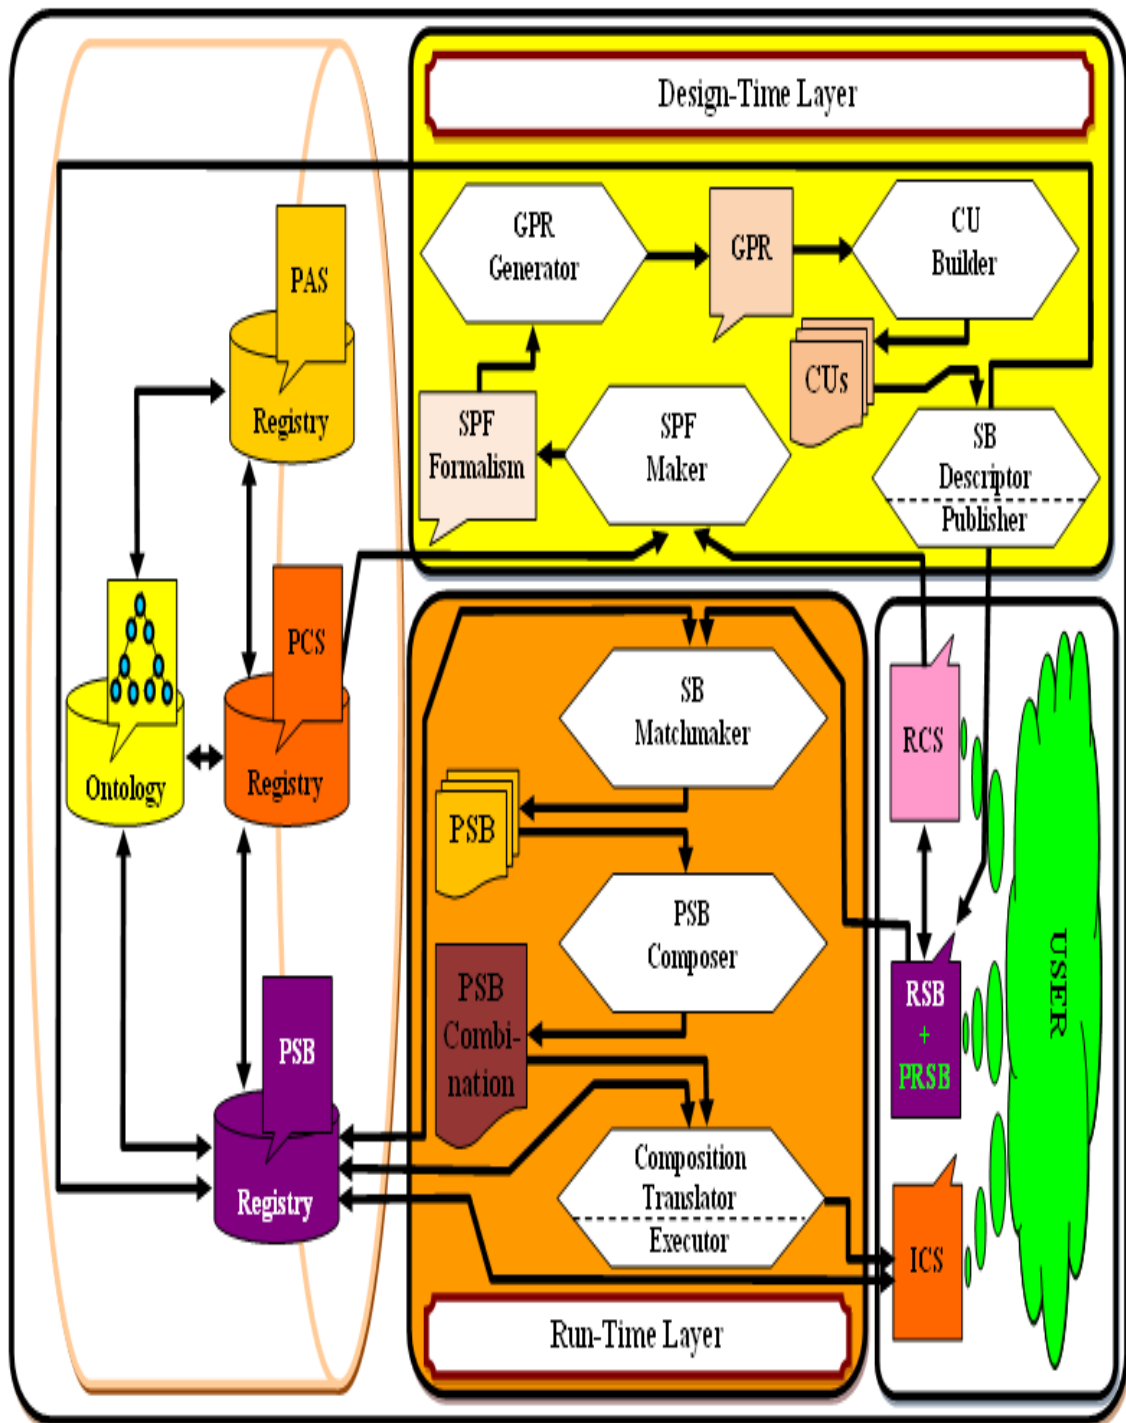 Design-Time Layer
GPR
Generator
GPR
CU
Builder
CUs
SPF
Formalism
SPF
Maker
SB
Descriptor
Publisher
PAS
Registry
PCS
Registry
Ontology
PSB
Registry
SB
Matchmaker
PSB
PSB
Composer
PSB
Combi-
nation
Composition
Translator
Executor
Run-Time Layer
RCS
RSB
+
PRSB
ICS
USER